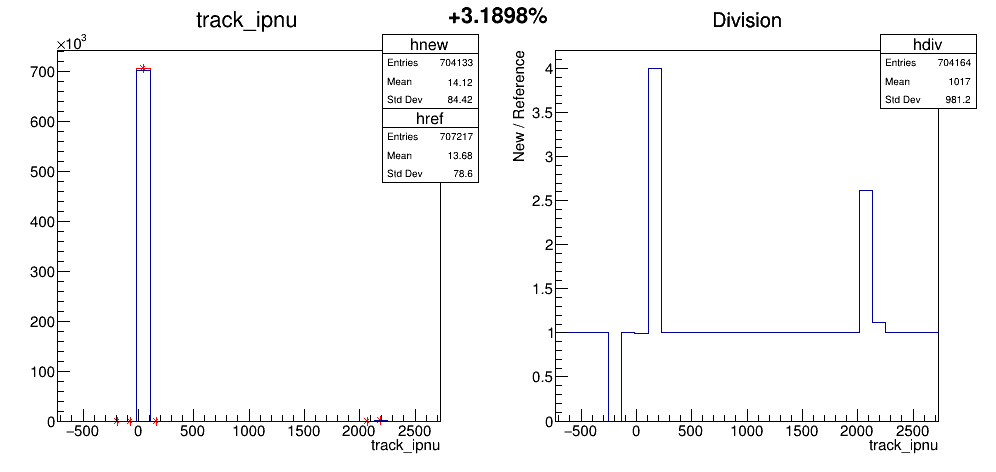 track_ipnu
+3.1898%
Division
×10³
hnew
Entries 704133
Mean 14.12
Std Dev 84.42
href
Entries 707217
Mean 13.68
Std Dev 78.6
700
600
500
400
300
200
100
0
−500 0 500 1000 1500 2000 2500
track_ipnu
hdiv
Entries 704164
Mean 1017
Std Dev 981.2
New / Reference
4
3.5
3
2.5
2
1.5
1
0.5
0
−500 0 500 1000 1500 2000 2500
track_ipnu